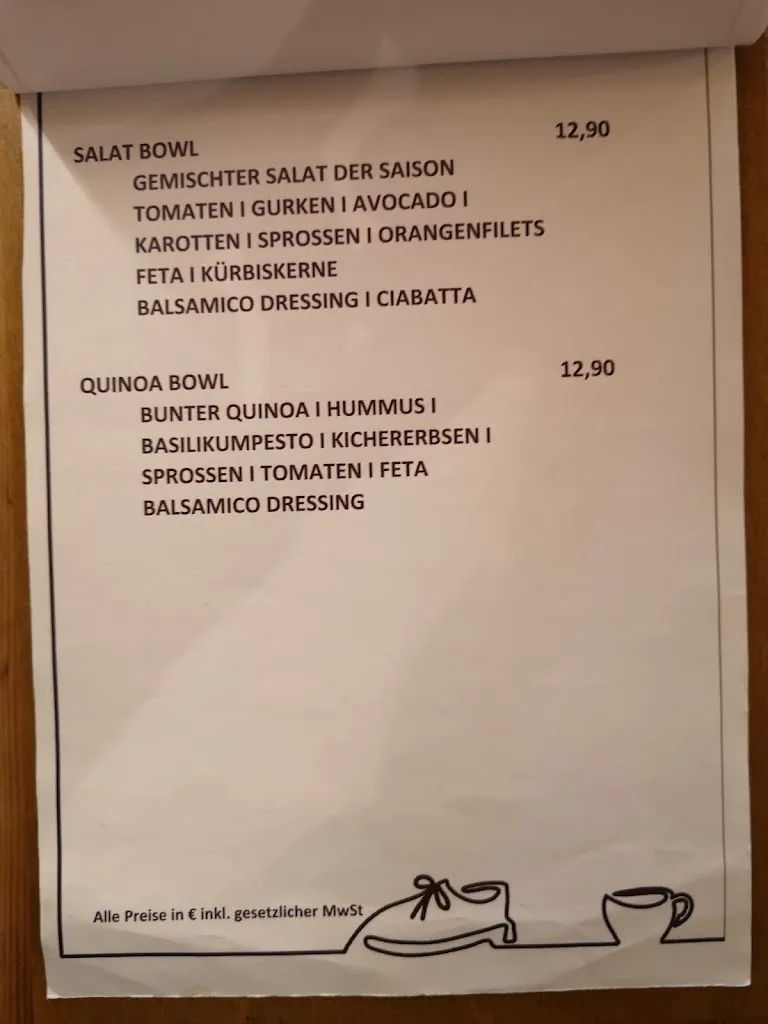 SALAT BOWL 12,90
GEMISCHTER SALAT DER SAISON
TOMATEN I GURKEN I AVOCADO I
KAROTTEN I SPROSSEN I ORANGENFILETS
FETA I KÜRBISKERNE
BALSAMICO DRESSING I CIABATTA
QUINOA BOWL 12,90
BUNTER QUINOA I HUMMUS I
BASILIKUMPESTO I KICHERERBSEN I
SPROSSEN I TOMATEN I FETA
BALSAMICO DRESSING
Alle Preise in € inkl. gesetzlicher MwSt